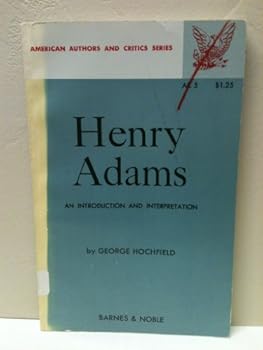 AMERICAN AUTHORS AND CRITICS SERIES
AC 5 $1.25
Henry
Adams
AN INTRODUCTION AND INTERPRETATION
by GEORGE HOCHFIELD
BARNES & NOBLE